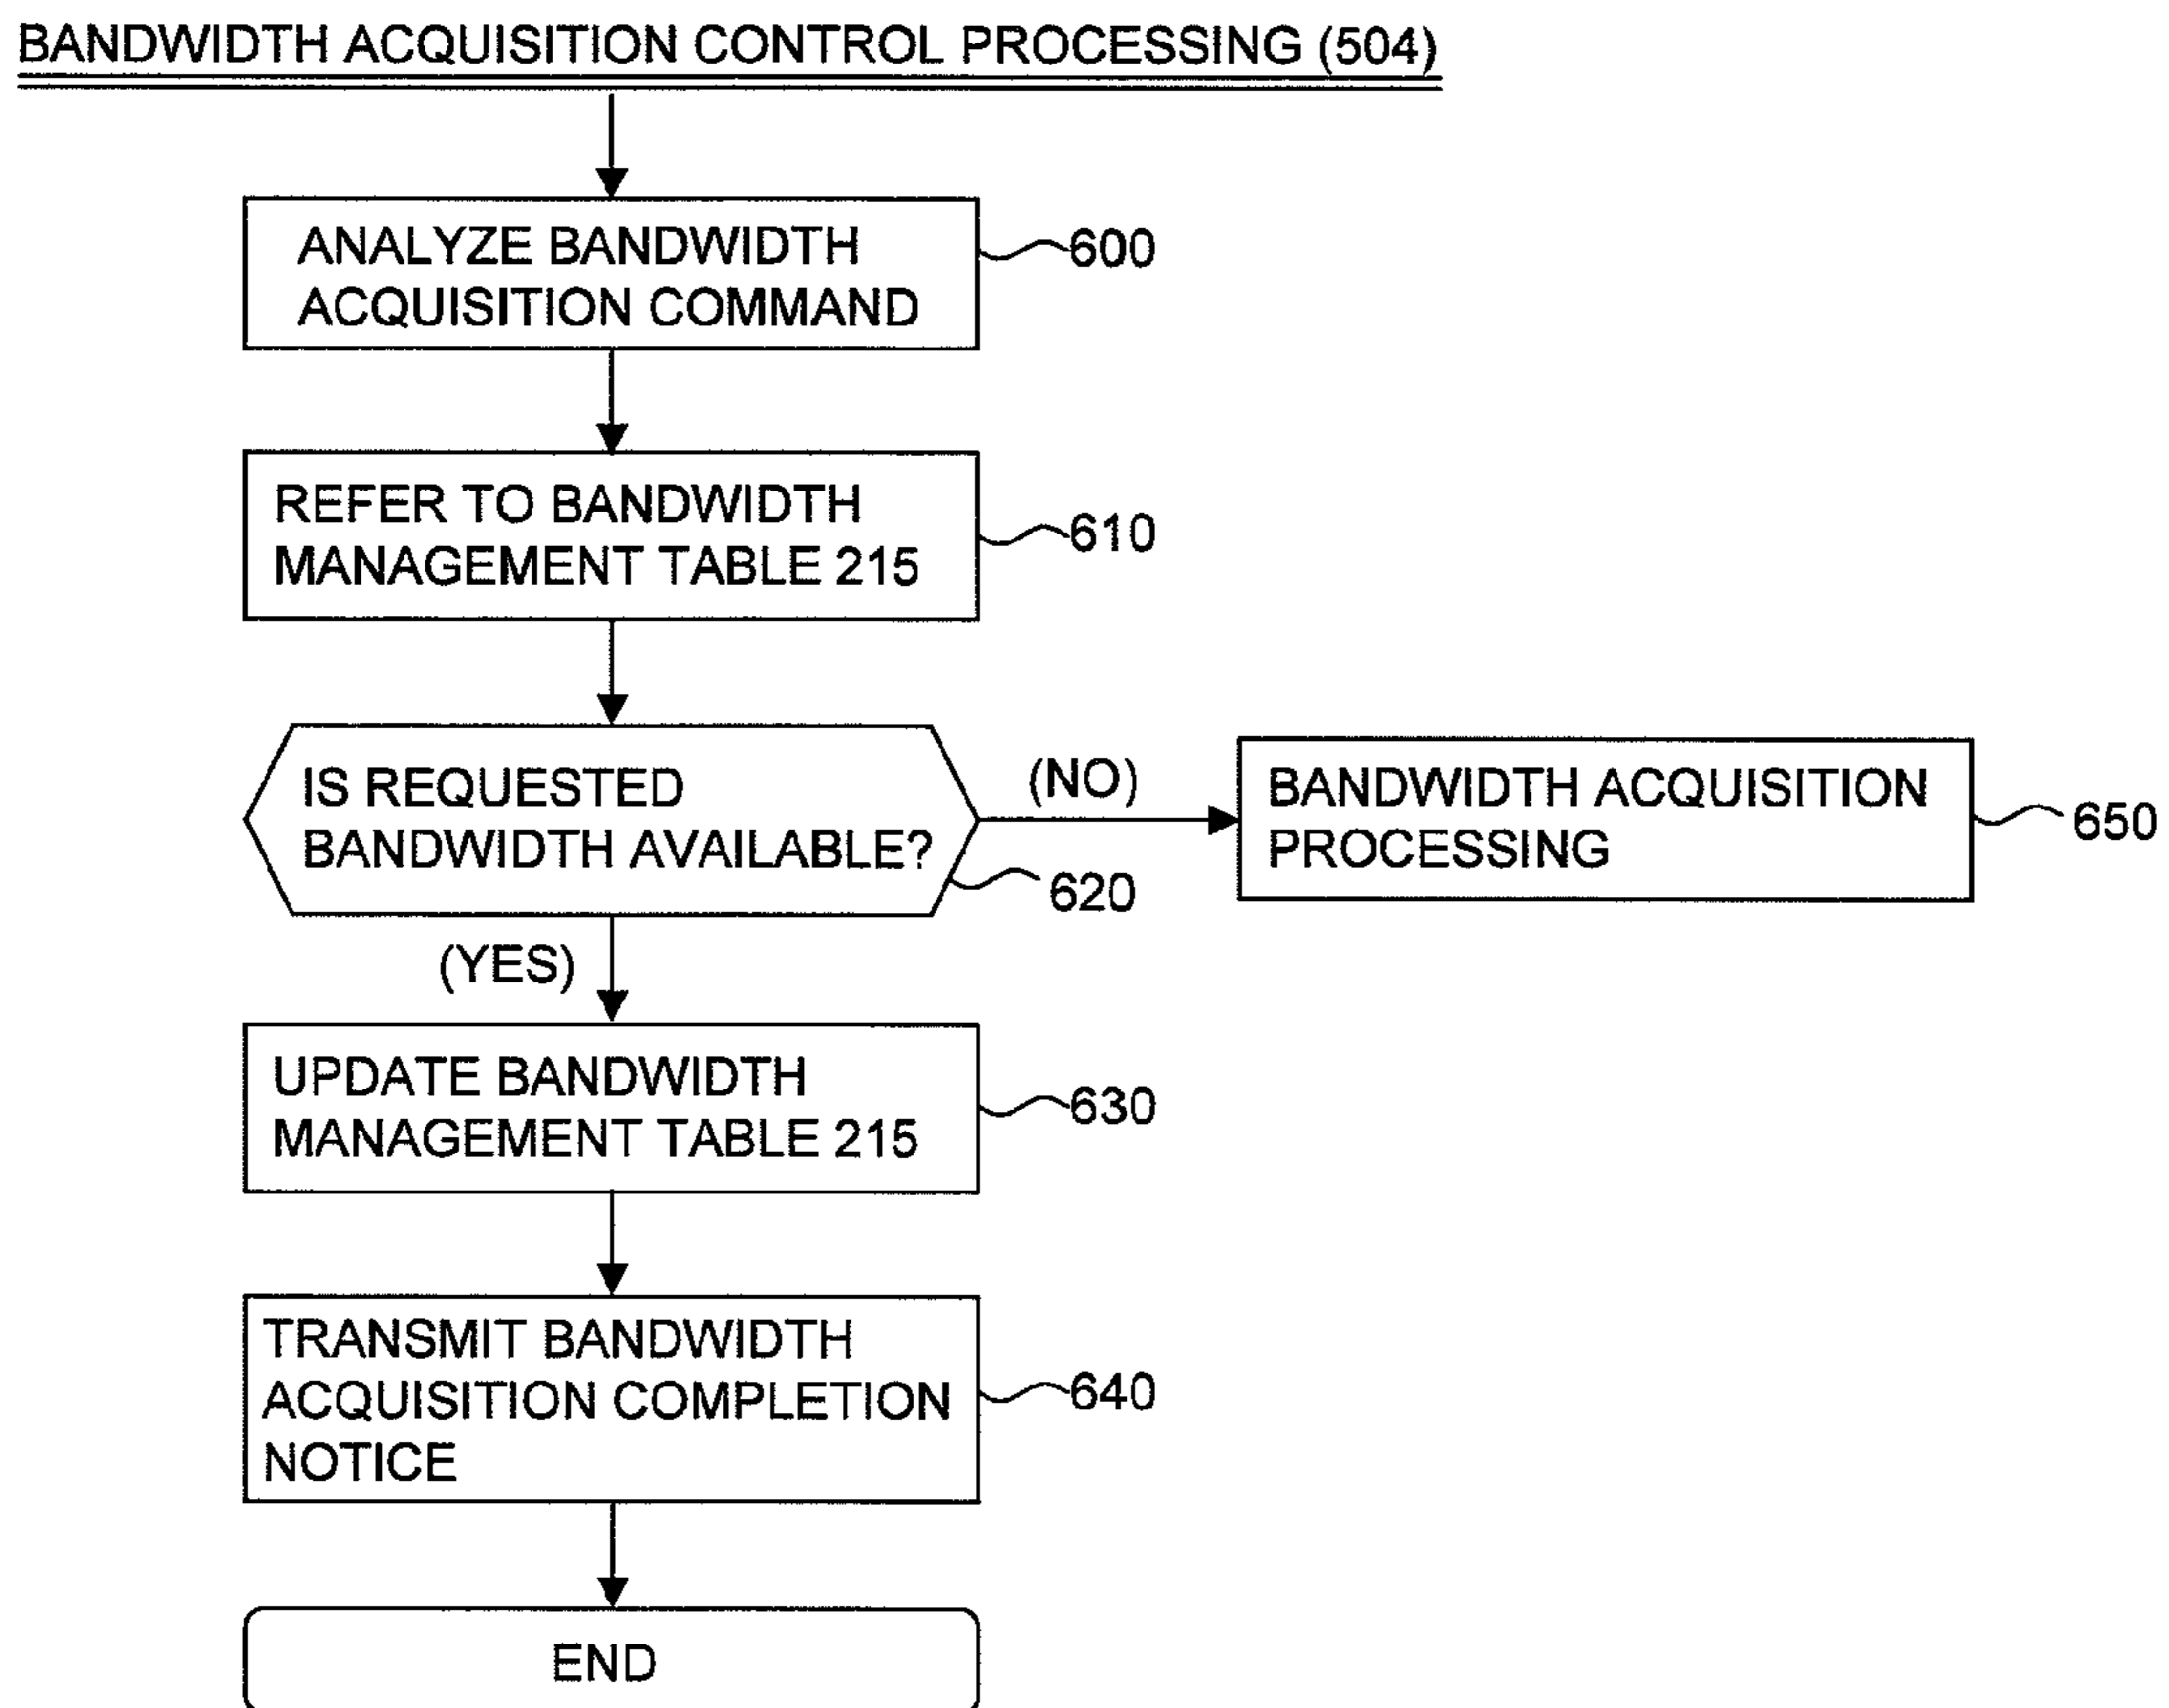 BANDWIDTH ACQUISITION CONTROL PROCESSING (504)
ANALYZE BANDWIDTH
ACQUISITION COMMAND
600
REFER TO BANDWIDTH
MANAGEMENT TABLE 215
610
IS REQUESTED
BANDWIDTH AVAILABLE?
620
(NO)
BANDWIDTH ACQUISITION
PROCESSING
650
(YES)
UPDATE BANDWIDTH
MANAGEMENT TABLE 215
630
TRANSMIT BANDWIDTH
ACQUISITION COMPLETION
NOTICE
640
END